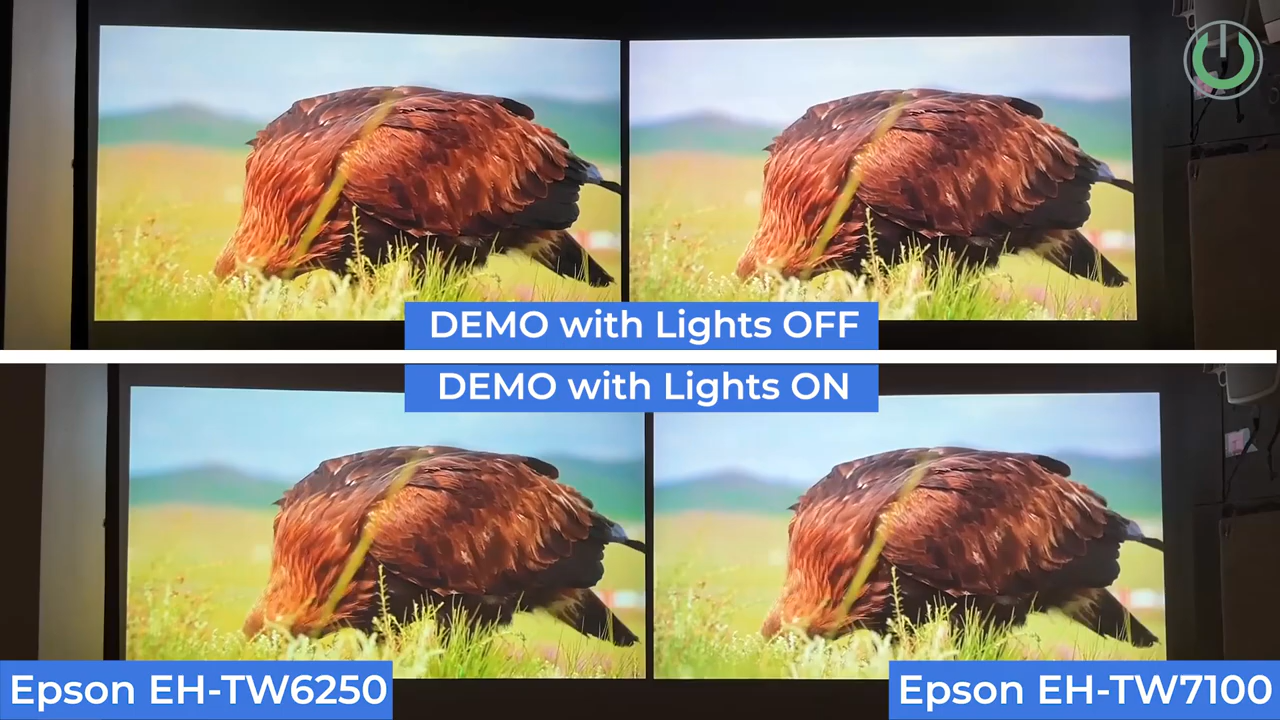 DEMO with Lights OFF
DEMO with Lights ON
Epson EH-TW6250
Epson EH-TW7100